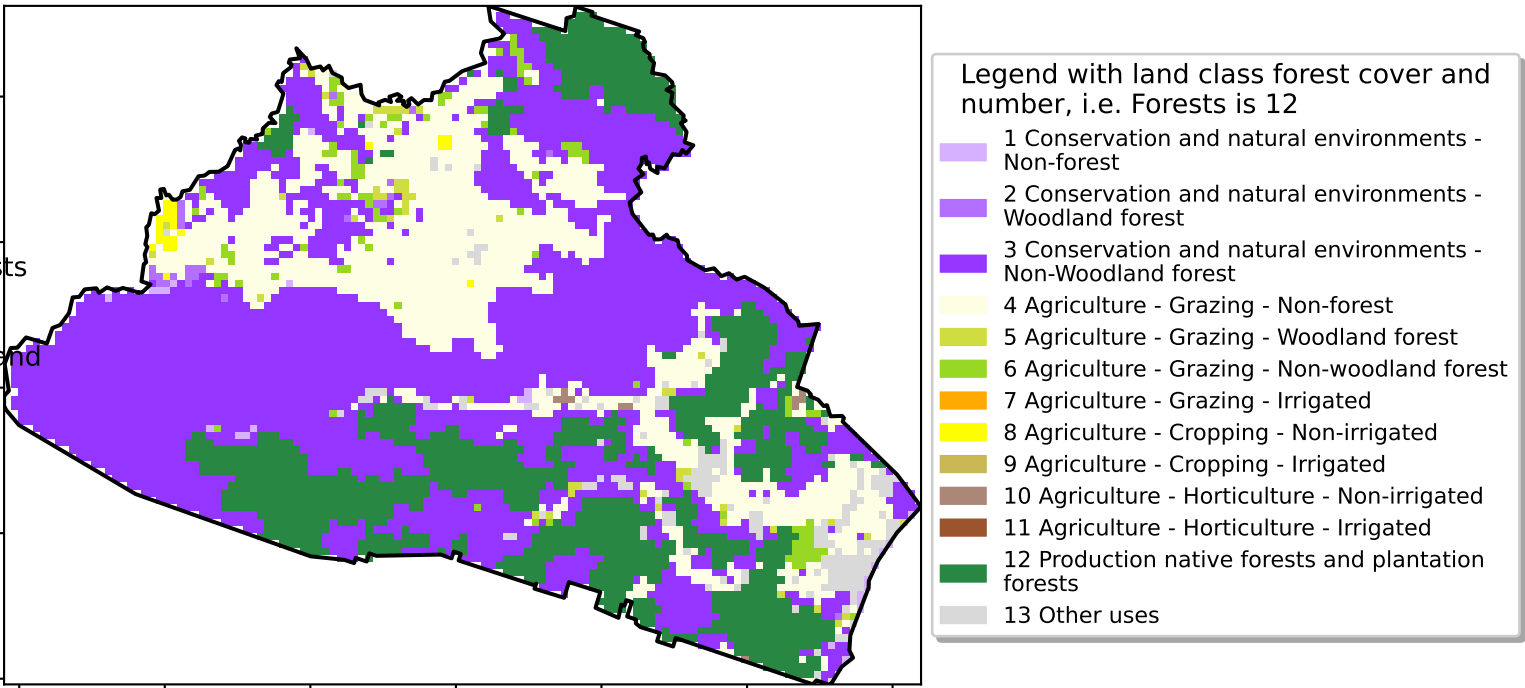 sts
and
Legend with land class forest cover and
number, i.e. Forests is 12
1 Conservation and natural environments -
Non-forest
2 Conservation and natural environments -
Woodland forest
3 Conservation and natural environments -
Non-Woodland forest
4 Agriculture - Grazing - Non-forest
5 Agriculture - Grazing - Woodland forest
6 Agriculture - Grazing - Non-woodland forest
7 Agriculture - Grazing - Irrigated
8 Agriculture - Cropping - Non-irrigated
9 Agriculture - Cropping - Irrigated
10 Agriculture - Horticulture - Non-irrigated
11 Agriculture - Horticulture - Irrigated
12 Production native forests and plantation
forests
13 Other uses